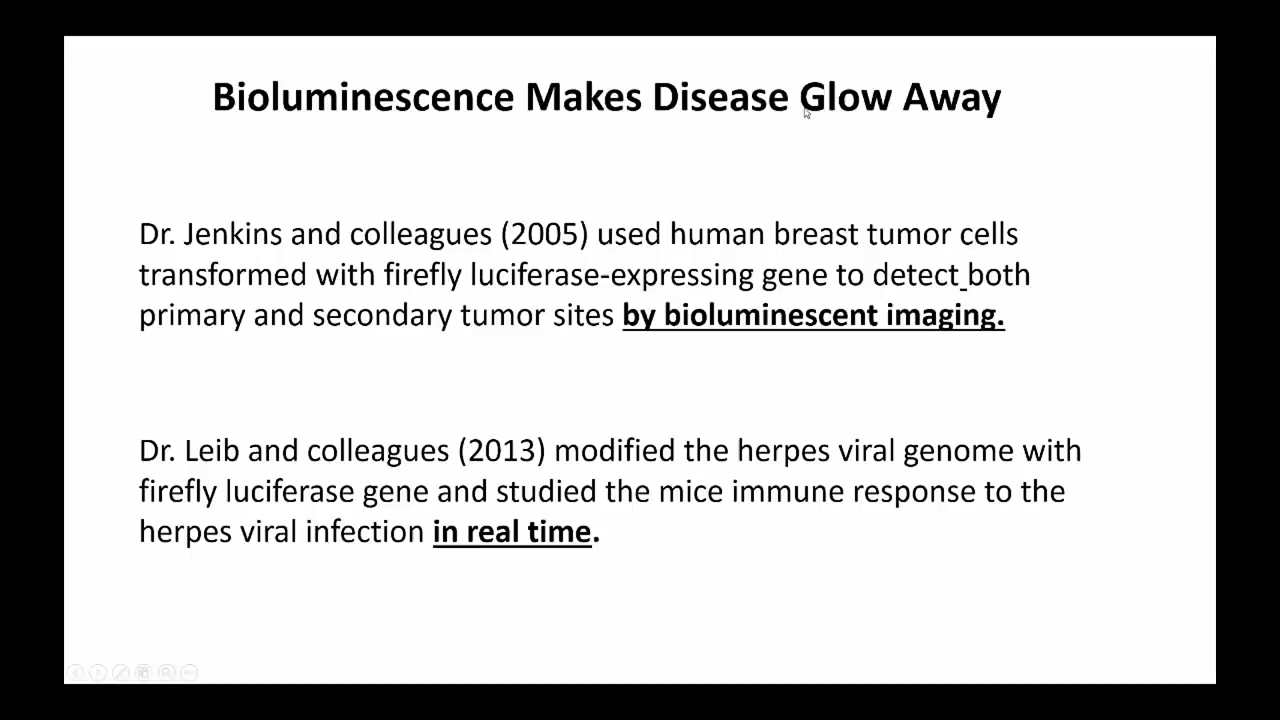 Bioluminescence Makes Disease Glow Away
Dr. Jenkins and colleagues (2005) used human breast tumor cells
transformed with firefly luciferase-expressing gene to detect both
primary and secondary tumor sites by bioluminescent imaging.
Dr. Leib and colleagues (2013) modified the herpes viral genome with
firefly luciferase gene and studied the mice immune response to the
herpes viral infection in real time.